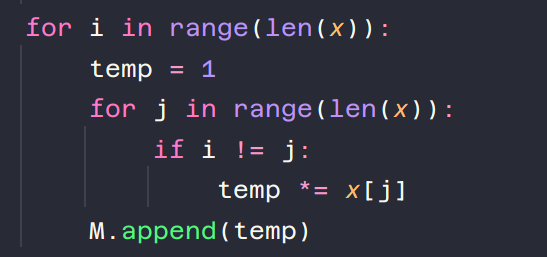 for i in range(len(x)):
    temp = 1
    for j in range(len(x)):
        if i != j:
            temp *= x[j]
    M.append(temp)